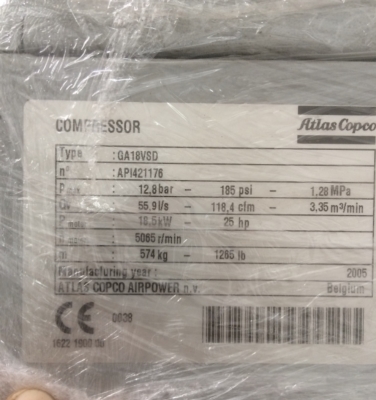 COMPRESSOR
Atlas Copco
Type : GA18VSD
n° : API421176
12,8 bar - 185 psi - 1,28 MPa
55,9 l/s - 118,4 cfm - 3,35 m³/min
18,5 kW - 25 hp
5065 r/min
574 kg - 1265 lb
Manufacturing year : 2005
ATLAS COPCO AIRPOWER n.v. Belgium
CE 0038